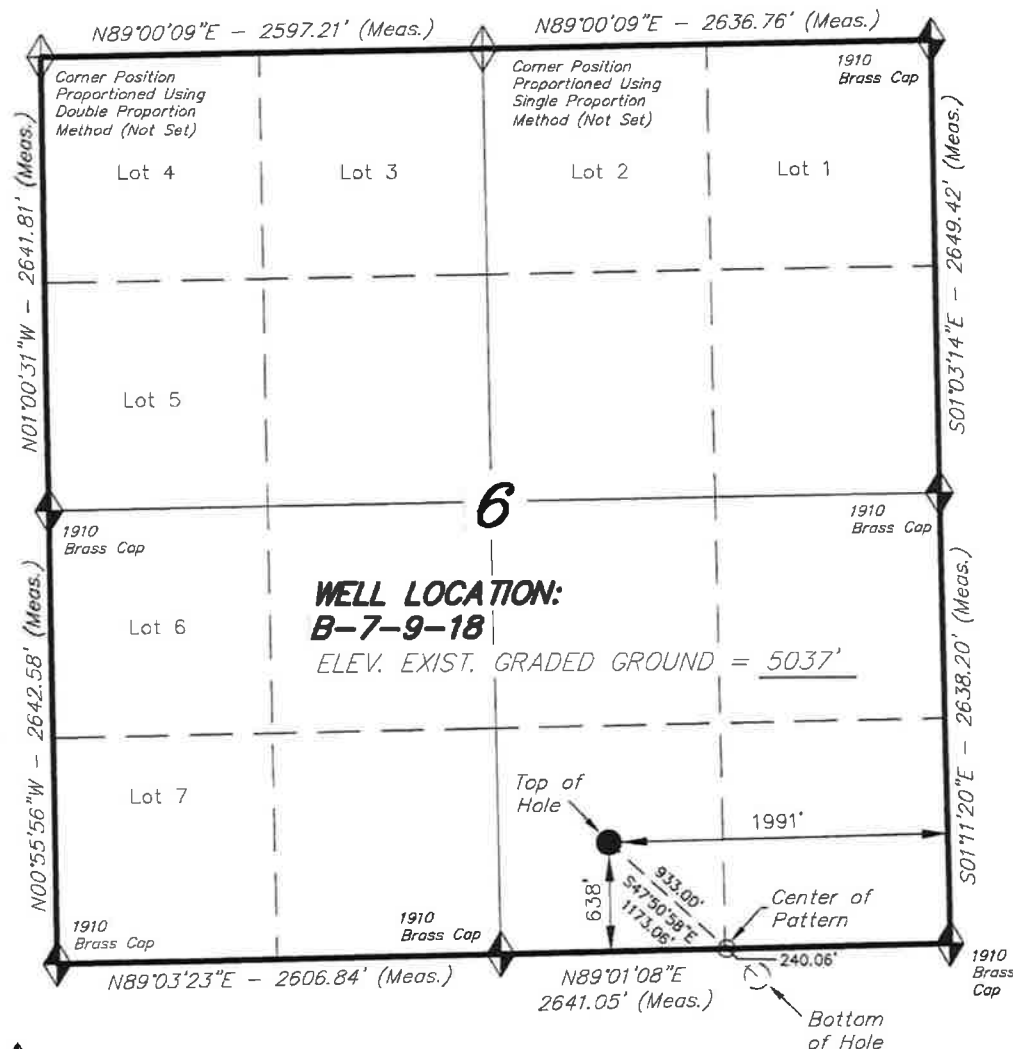 N89°00'09"E - 2597.21' (Meas.)
N89°00'09"E - 2636.76' (Meas.)
Corner Position
Proportioned Using
Double Proportion
Method (Not Set)
Corner Position
Proportioned Using
Single Proportion
Method (Not Set)
1910
Brass Cap
Lot 4
Lot 3
Lot 2
Lot 1
N01°00'31"W - 2641.81' (Meas.)
S01°03'14"E - 2649.42' (Meas.)
Lot 5
6
1910
Brass Cap
1910
Brass Cap
WELL LOCATION:
B-7-9-18
ELEV. EXIST. GRADED GROUND = 5037'
Lot 6
N00°55'56"W - 2642.58' (Meas.)
S01°11'20"E - 2638.20' (Meas.)
Lot 7
Top of
Hole
1991'
638'
933.00'
S47°50'58"E
1173.06'
Center of
Pattern
240.06'
1910
Brass Cap
1910
Brass Cap
1910
Brass
Cap
N89°03'23"E - 2606.84' (Meas.)
N89°01'08"E
2641.05' (Meas.)
Bottom
of Hole